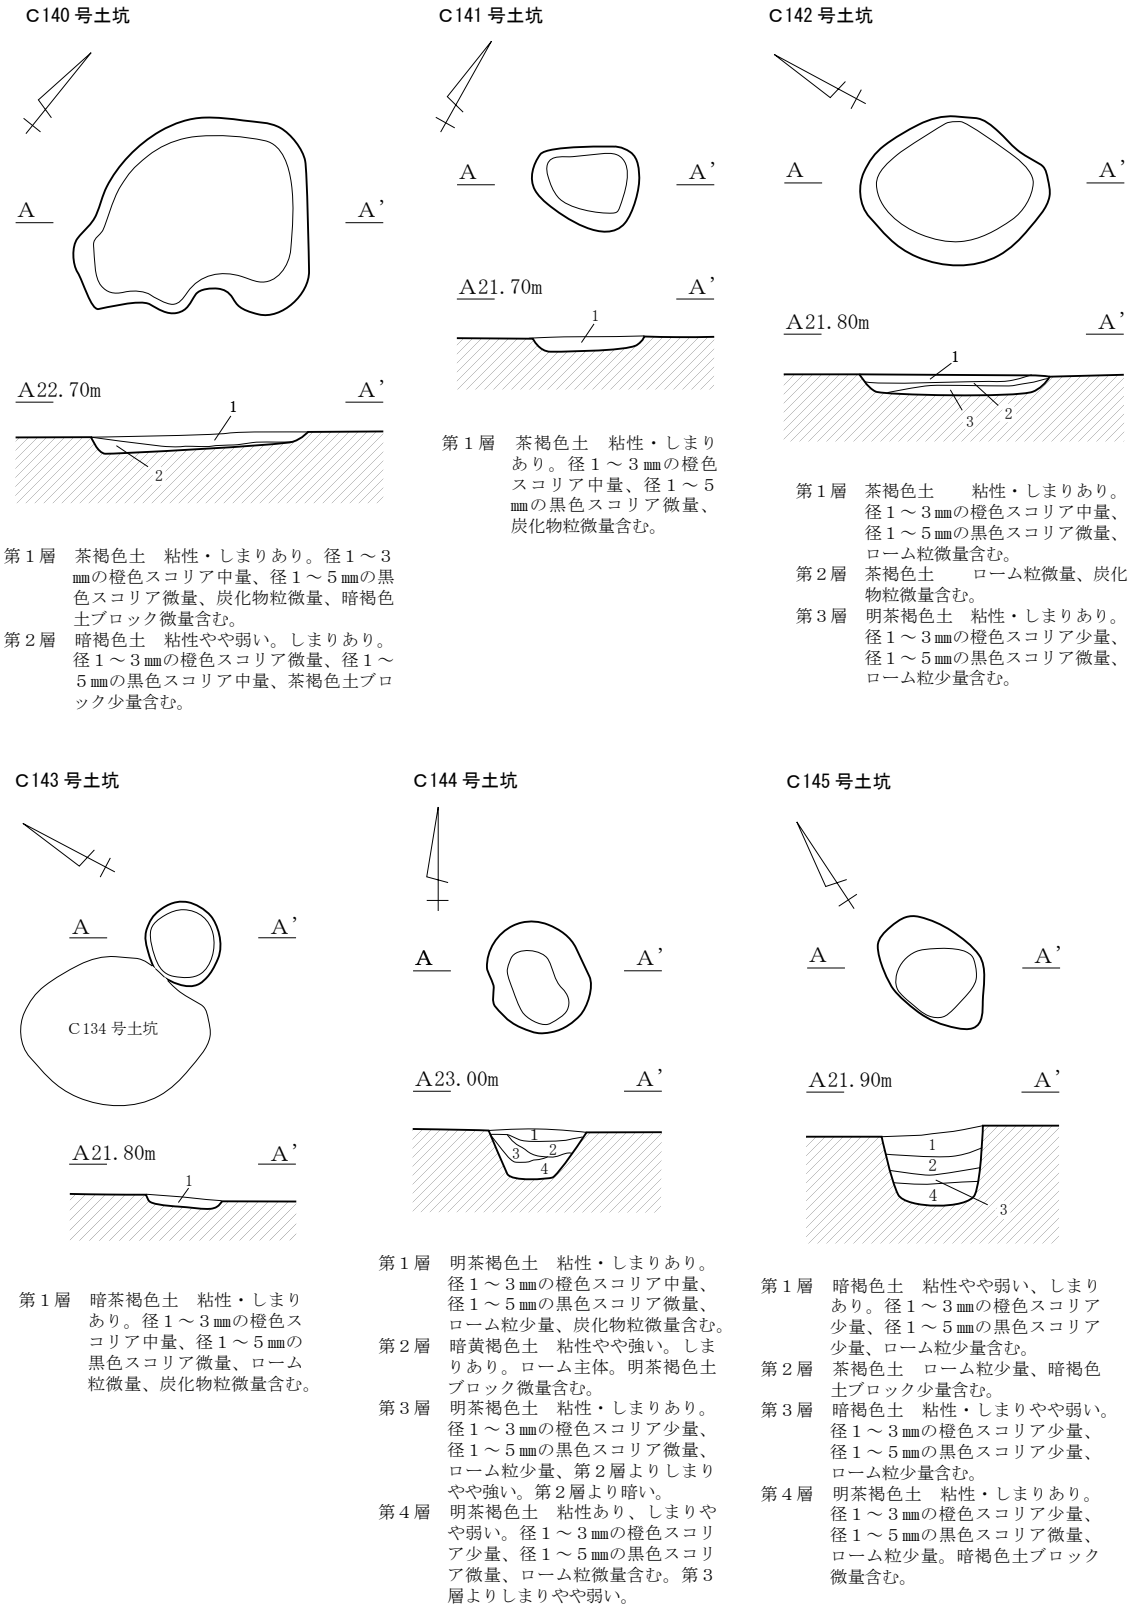 C140 号土坑
A
A’
A22.70m
A’
1
2
第１層　茶褐色土　粘性・しまりあり。径１～３
㎜の橙色スコリア中量、径１～５㎜の黒
色スコリア微量、炭化物粒微量、暗褐色
土ブロック微量含む。
第２層　暗褐色土　粘性やや弱い。しまりあり。
径１～３㎜の橙色スコリア微量、径１～
５㎜の黒色スコリア中量、茶褐色土ブロ
ック少量含む。
C141 号土坑
A
A’
A21.70m
A’
1
第１層　茶褐色土　粘性・しまり
あり。径１～３㎜の橙色
スコリア中量、径１～５
㎜の黒色スコリア微量、
炭化物粒微量含む。
C142 号土坑
A
A’
A21.80m
A’
1
2
3
第１層　茶褐色土　　粘性・しまりあり。
径１～３㎜の橙色スコリア中量、
径１～５㎜の黒色スコリア微量、
ローム粒微量含む。
第２層　茶褐色土　　ローム粒微量、炭化
物粒微量含む。
第３層　明茶褐色土　粘性・しまりあり。
径１～３㎜の橙色スコリア少量、
径１～５㎜の黒色スコリア微量、
ローム粒少量含む。
C143 号土坑
A
A’
C134 号土坑
A21.80m
A’
1
第１層　暗茶褐色土　粘性・しまり
あり。径１～３㎜の橙色ス
コリア中量、径１～５㎜の
黒色スコリア微量、ローム
粒微量、炭化物粒微量含む。
C144 号土坑
A
A’
A23.00m
A’
1
2
3
4
第１層　明茶褐色土　粘性・しまりあり。
径１～３㎜の橙色スコリア中量、
径１～５㎜の黒色スコリア微量、
ローム粒少量、炭化物粒微量含む。
第２層　暗黄褐色土　粘性やや強い。しま
りあり。ローム主体。明茶褐色土
ブロック微量含む。
第３層　明茶褐色土　粘性・しまりあり。
径１～３㎜の橙色スコリア少量、
径１～５㎜の黒色スコリア微量、
ローム粒少量、第２層よりしまり
やや強い。第２層より暗い。
第４層　明茶褐色土　粘性あり、しまりや
や弱い。径１～３㎜の橙色スコリ
ア少量、径１～５㎜の黒色スコリ
ア微量、ローム粒微量含む。第３
層よりしまりやや弱い。
C145 号土坑
A
A’
A21.90m
A’
1
2
4
3
第１層　暗褐色土　粘性やや弱い、しまり
あり。径１～３㎜の橙色スコリア
少量、径１～５㎜の黒色スコリア
少量、ローム粒少量含む。
第２層　茶褐色土　ローム粒少量、暗褐色
土ブロック少量含む。
第３層　暗褐色土　粘性・しまりやや弱い。
径１～３㎜の橙色スコリア少量、
径１～５㎜の黒色スコリア少量、
ローム粒少量含む。
第４層　明茶褐色土　粘性・しまりあり。
径１～３㎜の橙色スコリア少量、
径１～５㎜の黒色スコリア微量、
ローム粒少量。暗褐色土ブロック
微量含む。